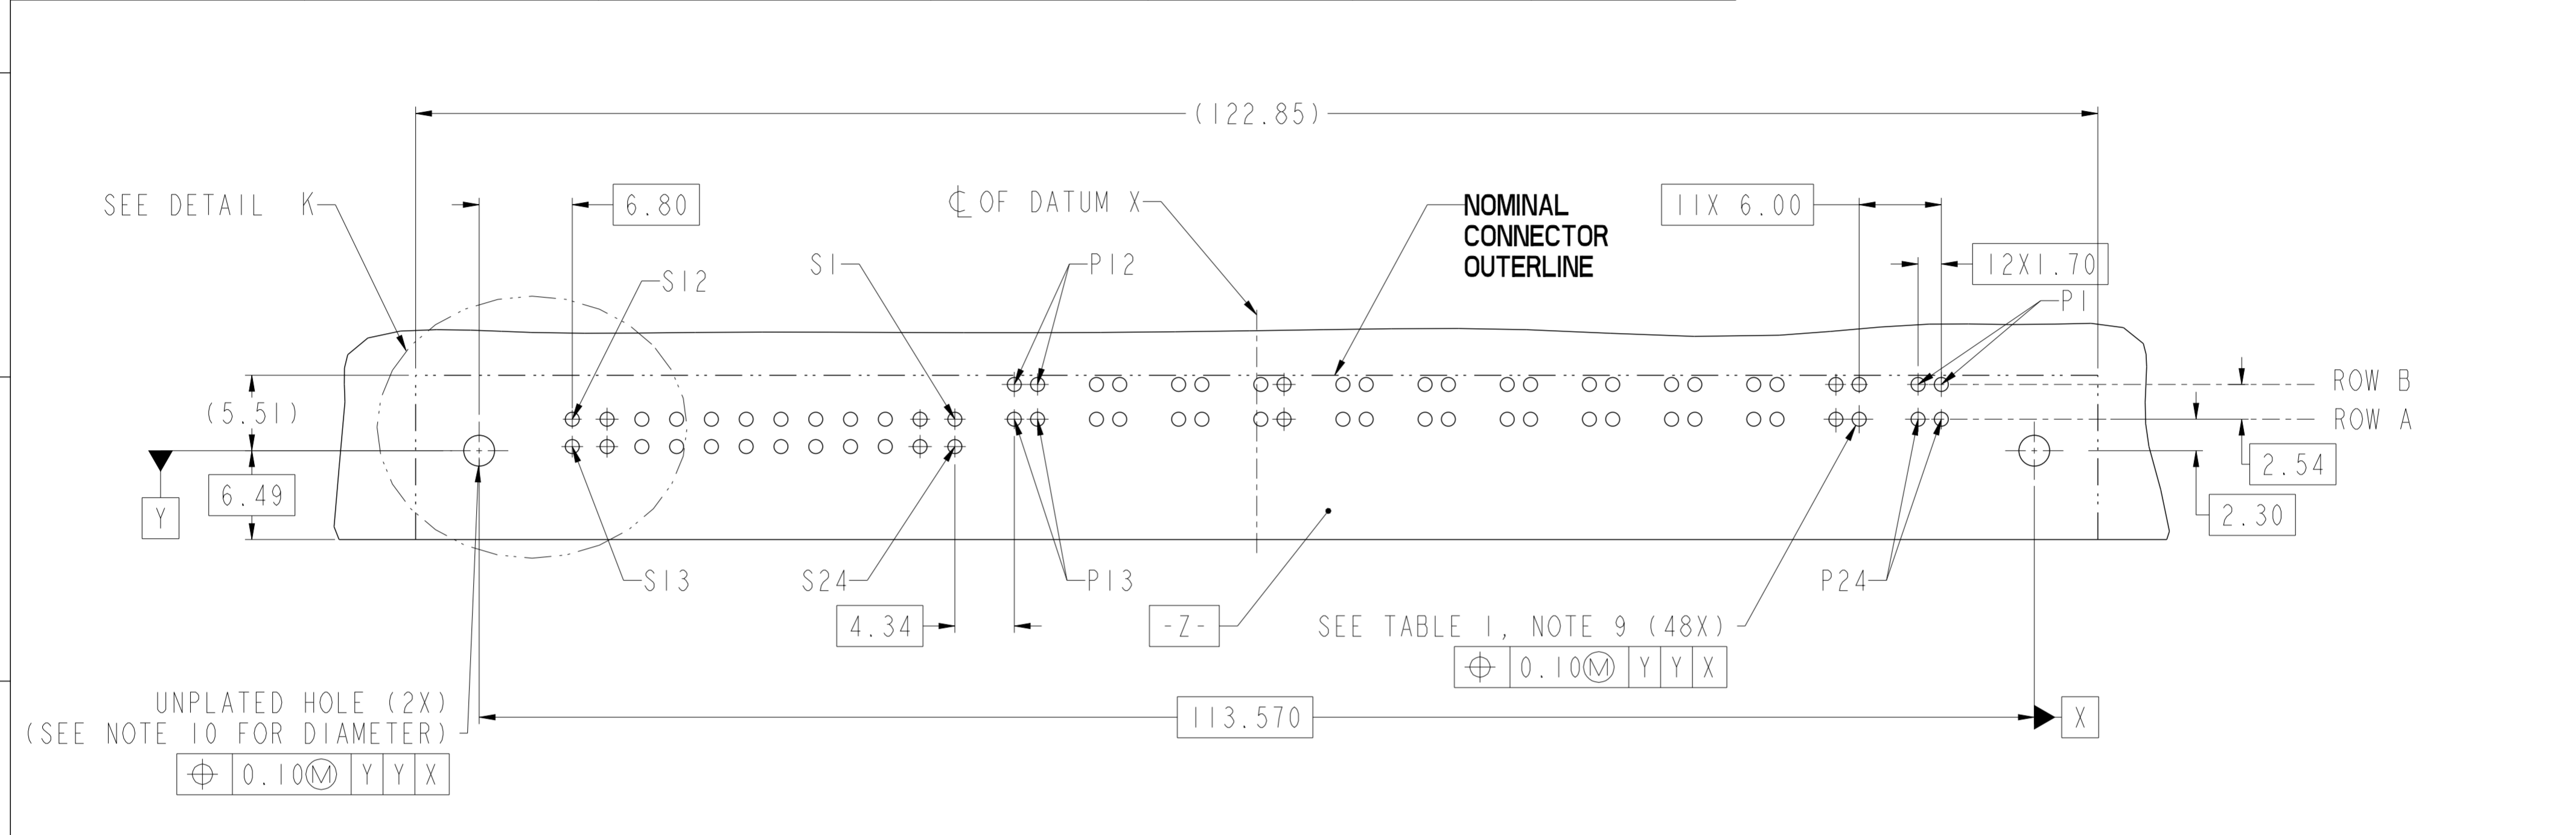 (122.85)
SEE DETAIL K
6.80
℄ OF DATUM X
NOMINAL
CONNECTOR
OUTERLINE
11X 6.00
12X1.70
S12
S1
P12
P1
(5.51)
ROW B
ROW A
2.54
6.49
2.30
Y
S13
S24
P13
P24
4.34
-Z-
SEE TABLE 1, NOTE 9 (48X)
⌖ 0.10Ⓜ Y Y X
UNPLATED HOLE (2X)
(SEE NOTE 10 FOR DIAMETER)
⌖ 0.10Ⓜ Y Y X
113.570
X